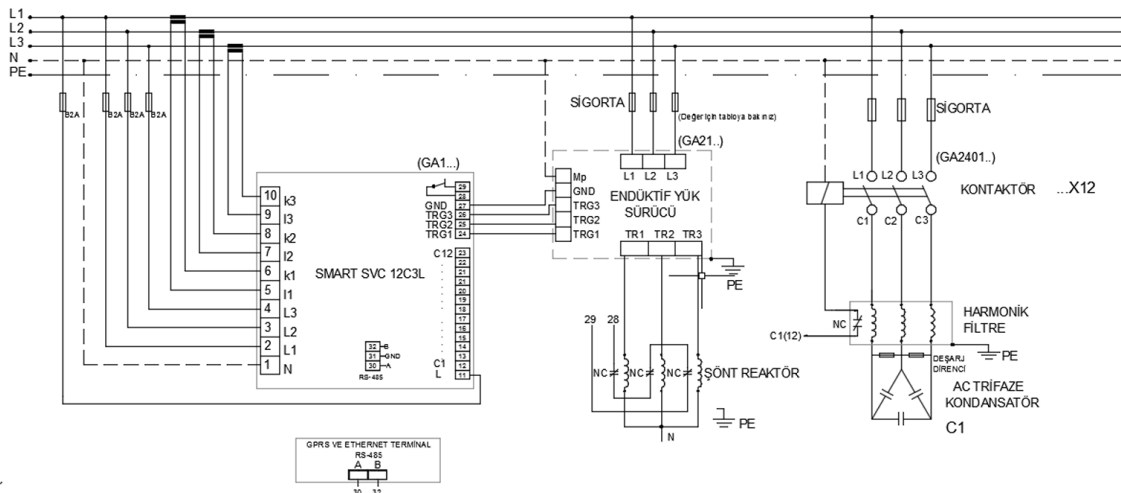 L1
L2
L3
N
PE
B2A
B2A
B2A
B2A
SİGORTA
(Değer için tabloya bakınız)
(GA21..)
SİGORTA
(GA2401..)
L1 L2 L3
KONTAKTÖR ...X12
C1 C2 C3
(GA1...)
10 k3
9 l3
8 k2
7 l2
6 k1
5 l1
4 L3
3 L2
2 L1
1 N
SMART SVC 12C3L
29
28
GND 27
TRG3 26
TRG2 25
TRG1 24
C12 23
22
21
21
20
19
18
17
16
15
14
13
C1 12
L 11
32 B
31 GND
30 A
RS-485
Mp
GND
TRG3
TRG2
TRG1
L1 L2 L3
ENDÜKTİF YÜK
SÜRÜCÜ
TR1 TR2 TR3
PE
29 28
NC NC NC
ŞÖNT REAKTÖR
PE
N
NC
C1(12)
HARMONİK
FİLTRE
PE
DEŞARJ
DİRENCİ
AC TRİFAZE
KONDANSATÖR
C1
GPRS VE ETHERNET TERMİNAL
RS-485
A B
30 32